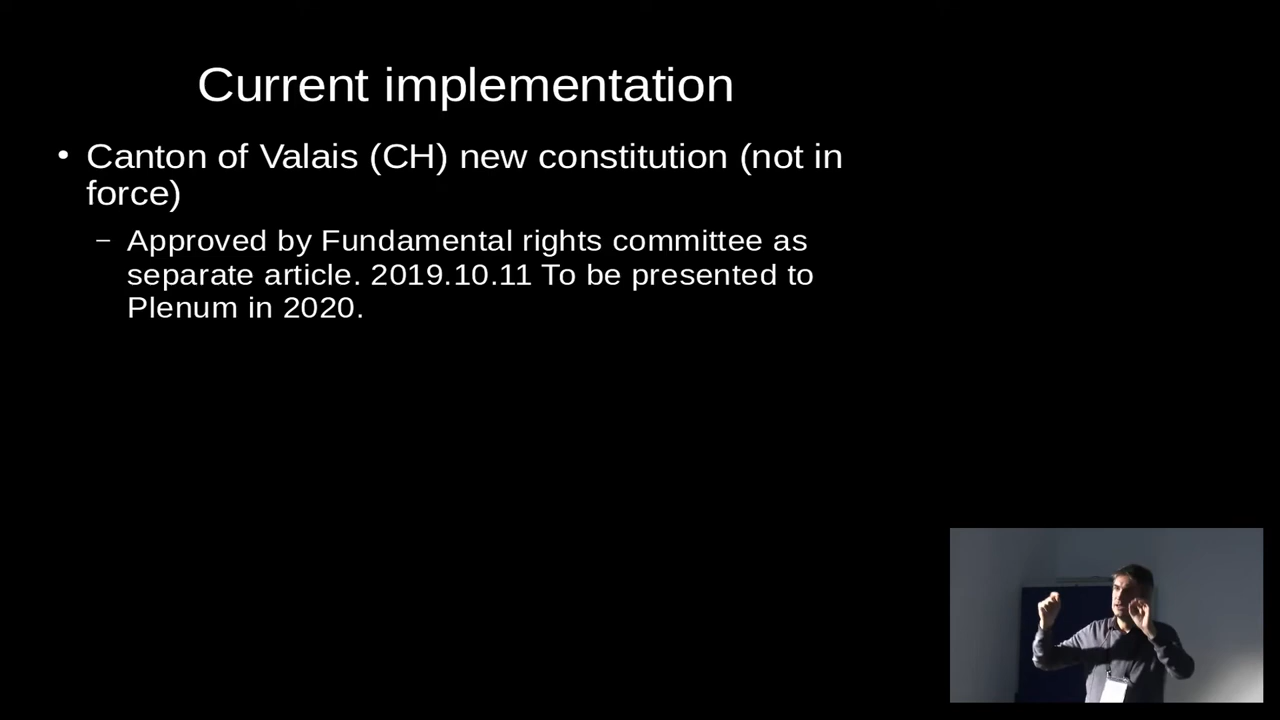 Current implementation
• Canton of Valais (CH) new constitution (not in
force)
– Approved by Fundamental rights committee as
separate article. 2019.10.11 To be presented to
Plenum in 2020.